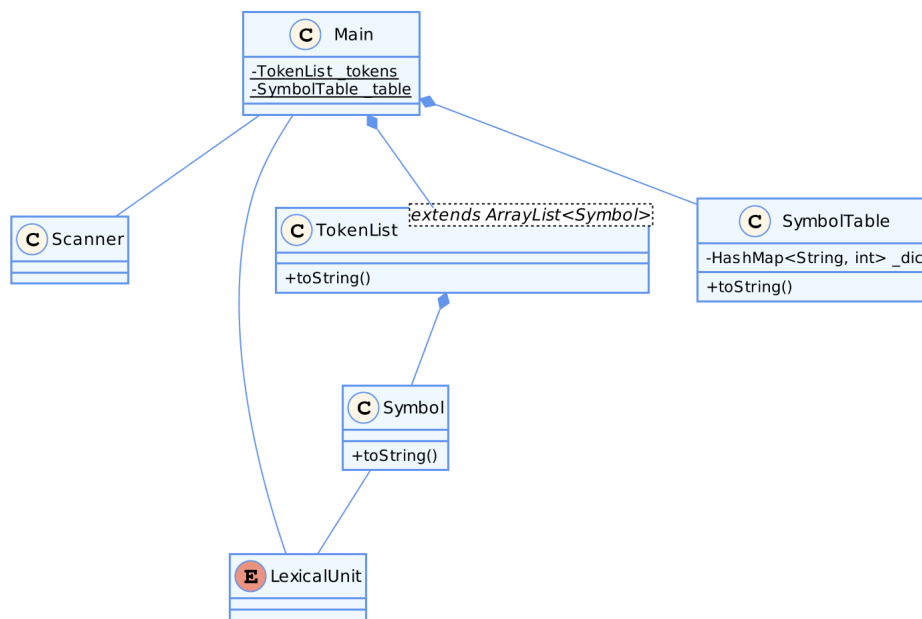 C Main
-TokenList _tokens
-SymbolTable _table
C Scanner
extends ArrayList<Symbol>
C TokenList
+toString()
C SymbolTable
-HashMap<String, int> _dic
+toString()
C Symbol
+toString()
E LexicalUnit